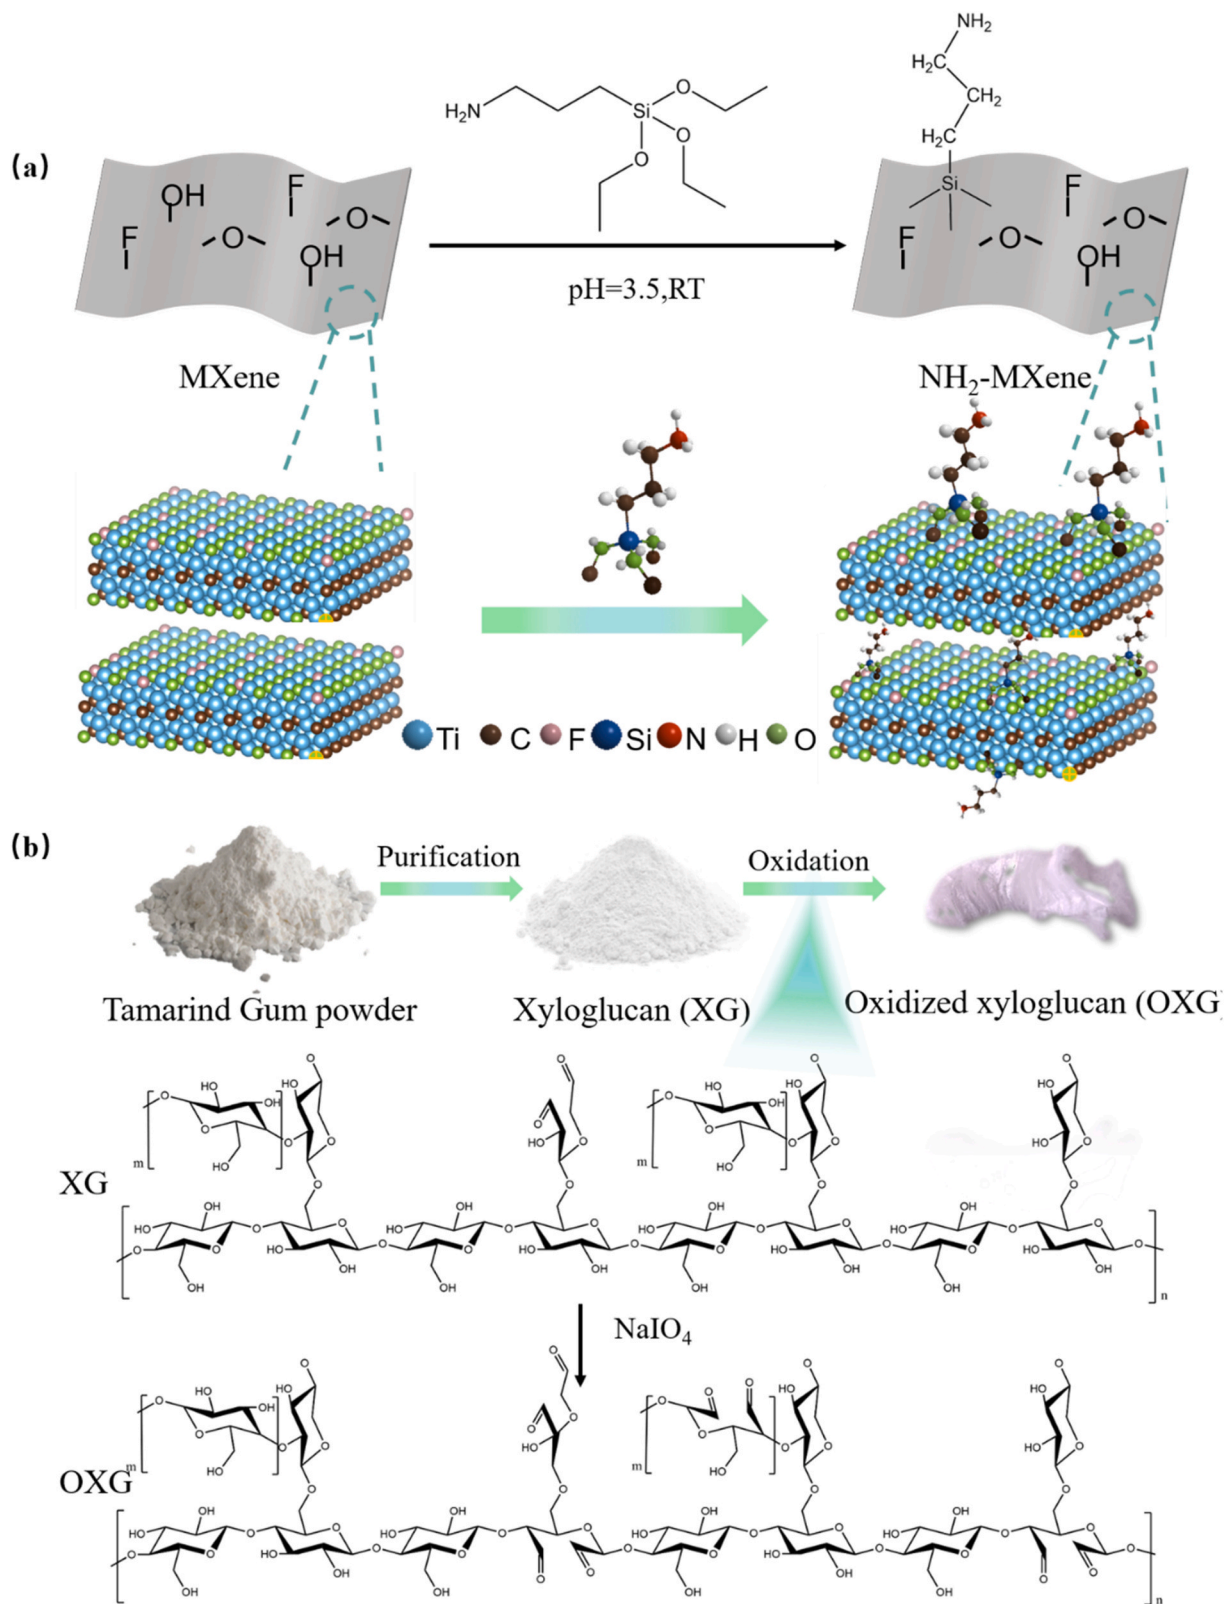 (a)
H₂N
Si
O
O
O
pH=3.5,RT
NH₂
H₂C
CH₂
H₂C
Si
F
OH
F
O
O
OH
MXene
F
F
O
O
OH
NH₂-MXene
Ti C F Si N H O
(b)
Purification
Oxidation
Tamarind Gum powder
Xyloglucan (XG)
Oxidized xyloglucan (OXG)
XG
m
m
n
NaIO₄
OXG
m
m
n